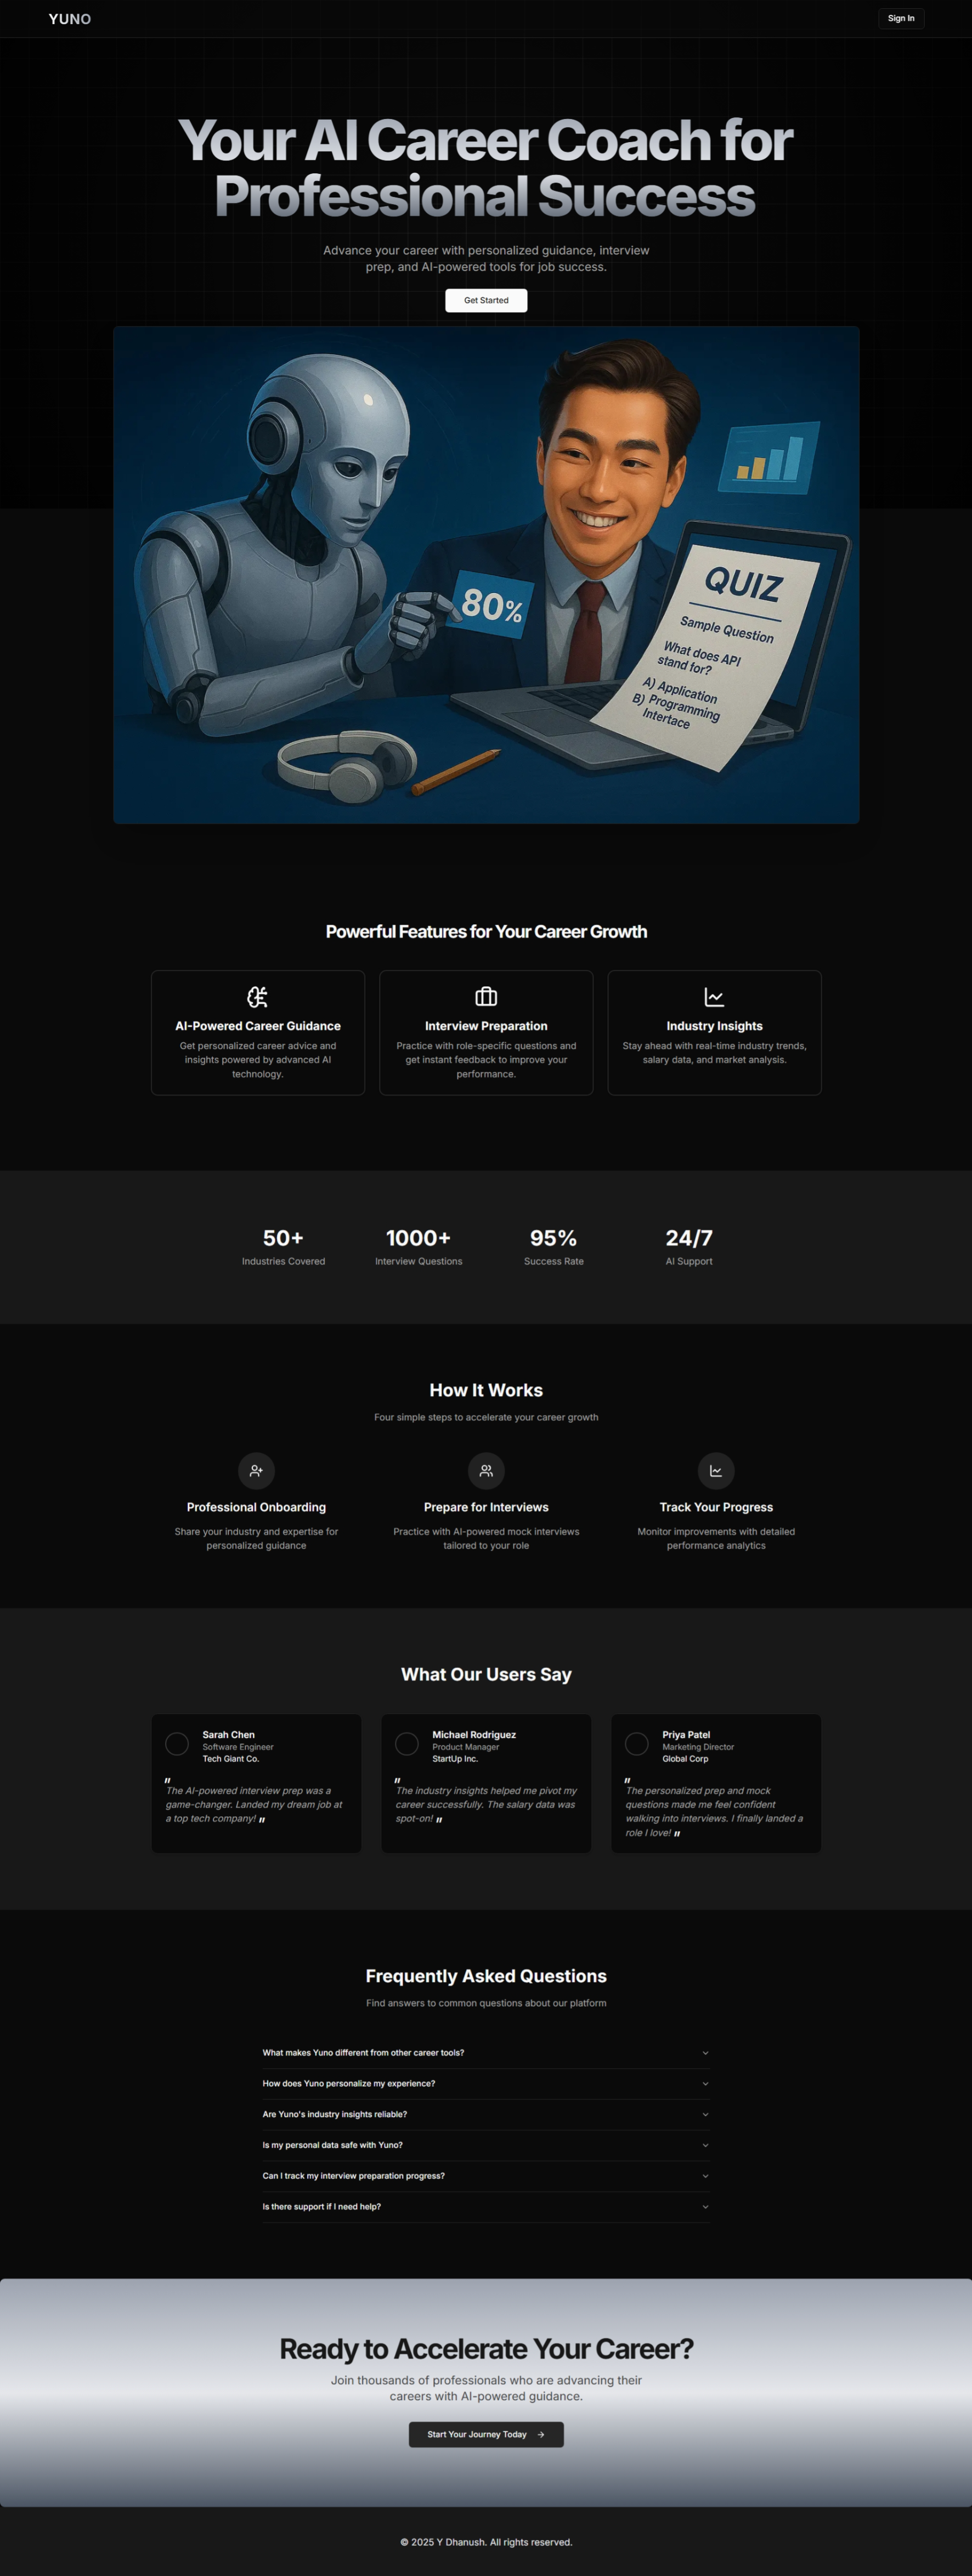 YUNO
Sign In
Your AI Career Coach for
Professional Success
Advance your career with personalized guidance, interview
prep, and AI-powered tools for job success.
Get Started
80%
QUIZ
Sample Question
What does API
stand for?
A) Application
B) Programming
Intertace
Powerful Features for Your Career Growth
AI-Powered Career Guidance
Get personalized career advice and
insights powered by advanced AI
technology.
Interview Preparation
Practice with role-specific questions and
get instant feedback to improve your
performance.
Industry Insights
Stay ahead with real-time industry trends,
salary data, and market analysis.
50+
Industries Covered
1000+
Interview Questions
95%
Success Rate
24/7
AI Support
How It Works
Four simple steps to accelerate your career growth
Professional Onboarding
Share your industry and expertise for
personalized guidance
Prepare for Interviews
Practice with AI-powered mock interviews
tailored to your role
Track Your Progress
Monitor improvements with detailed
performance analytics
What Our Users Say
Sarah Chen
Software Engineer
Tech Giant Co.
"
The AI-powered interview prep was a
game-changer. Landed my dream job at
a top tech company! "
Michael Rodriguez
Product Manager
StartUp Inc.
"
The industry insights helped me pivot my
career successfully. The salary data was
spot-on! "
Priya Patel
Marketing Director
Global Corp
"
The personalized prep and mock
questions made me feel confident
walking into interviews. I finally landed a
role I love! "
Frequently Asked Questions
Find answers to common questions about our platform
What makes Yuno different from other career tools?
How does Yuno personalize my experience?
Are Yuno's industry insights reliable?
Is my personal data safe with Yuno?
Can I track my interview preparation progress?
Is there support if I need help?
Ready to Accelerate Your Career?
Join thousands of professionals who are advancing their
careers with AI-powered guidance.
Start Your Journey Today
© 2025 Y Dhanush. All rights reserved.